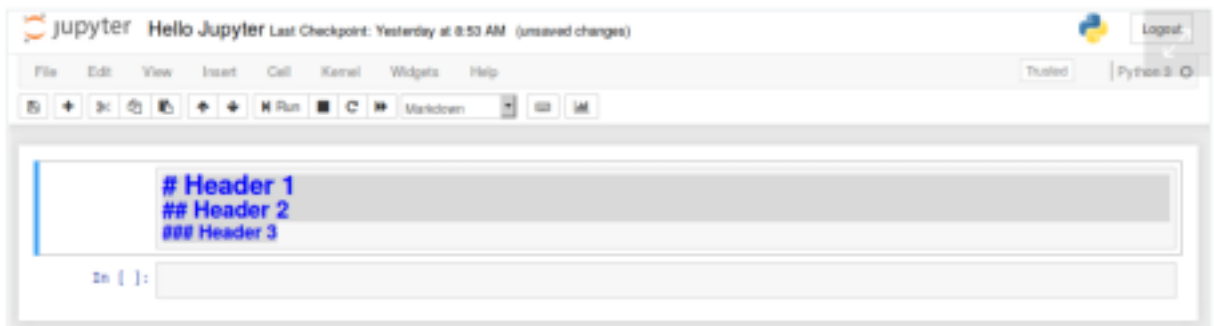 jupyter Hello Jupyter Last Checkpoint: Yesterday at 8:53 AM (unsaved changes) Logout
File Edit View Insert Cell Kernel Widgets Help Trusted Python 3
Run C Markdown
# Header 1
## Header 2
### Header 3
In [ ]: